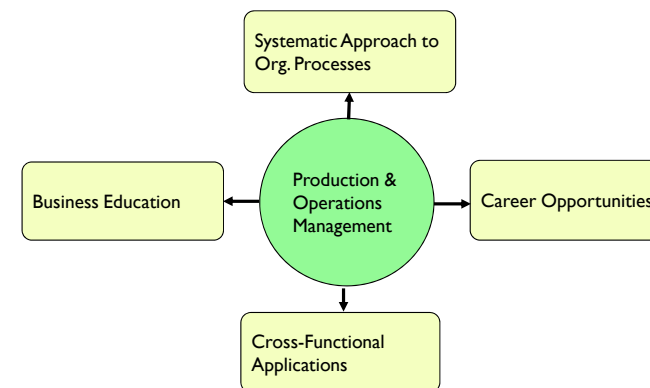 Systematic Approach to
Org. Processes
Business Education
Production &
Operations
Management
Career Opportunities
Cross-Functional
Applications